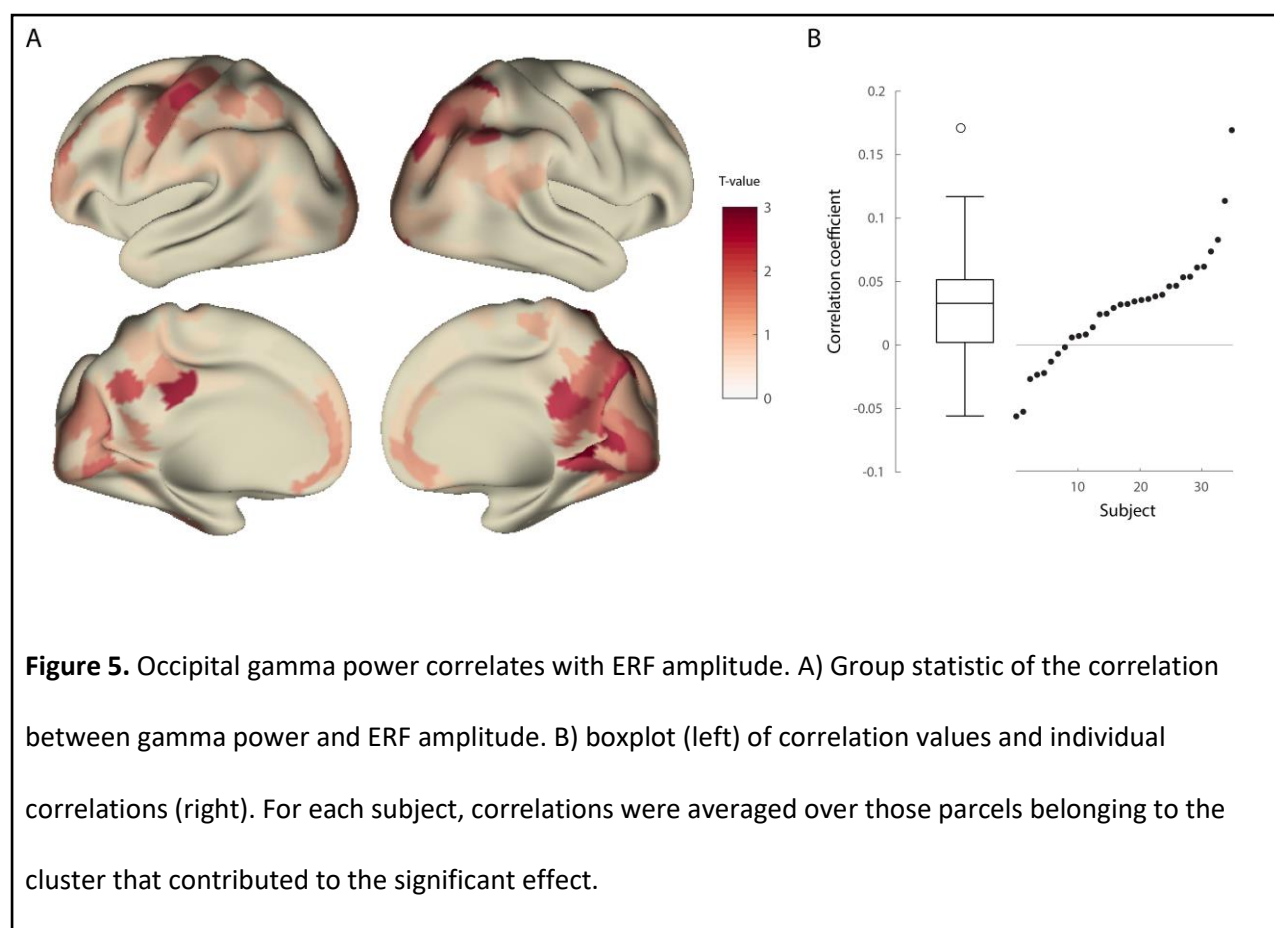 A
B
T-value
3
2
1
0
Correlation coefficient
0.2
0.15
0.1
0.05
0
-0.05
-0.1
10
20
30
Subject
Figure 5. Occipital gamma power correlates with ERF amplitude. A) Group statistic of the correlation
between gamma power and ERF amplitude. B) boxplot (left) of correlation values and individual
correlations (right). For each subject, correlations were averaged over those parcels belonging to the
cluster that contributed to the significant effect.